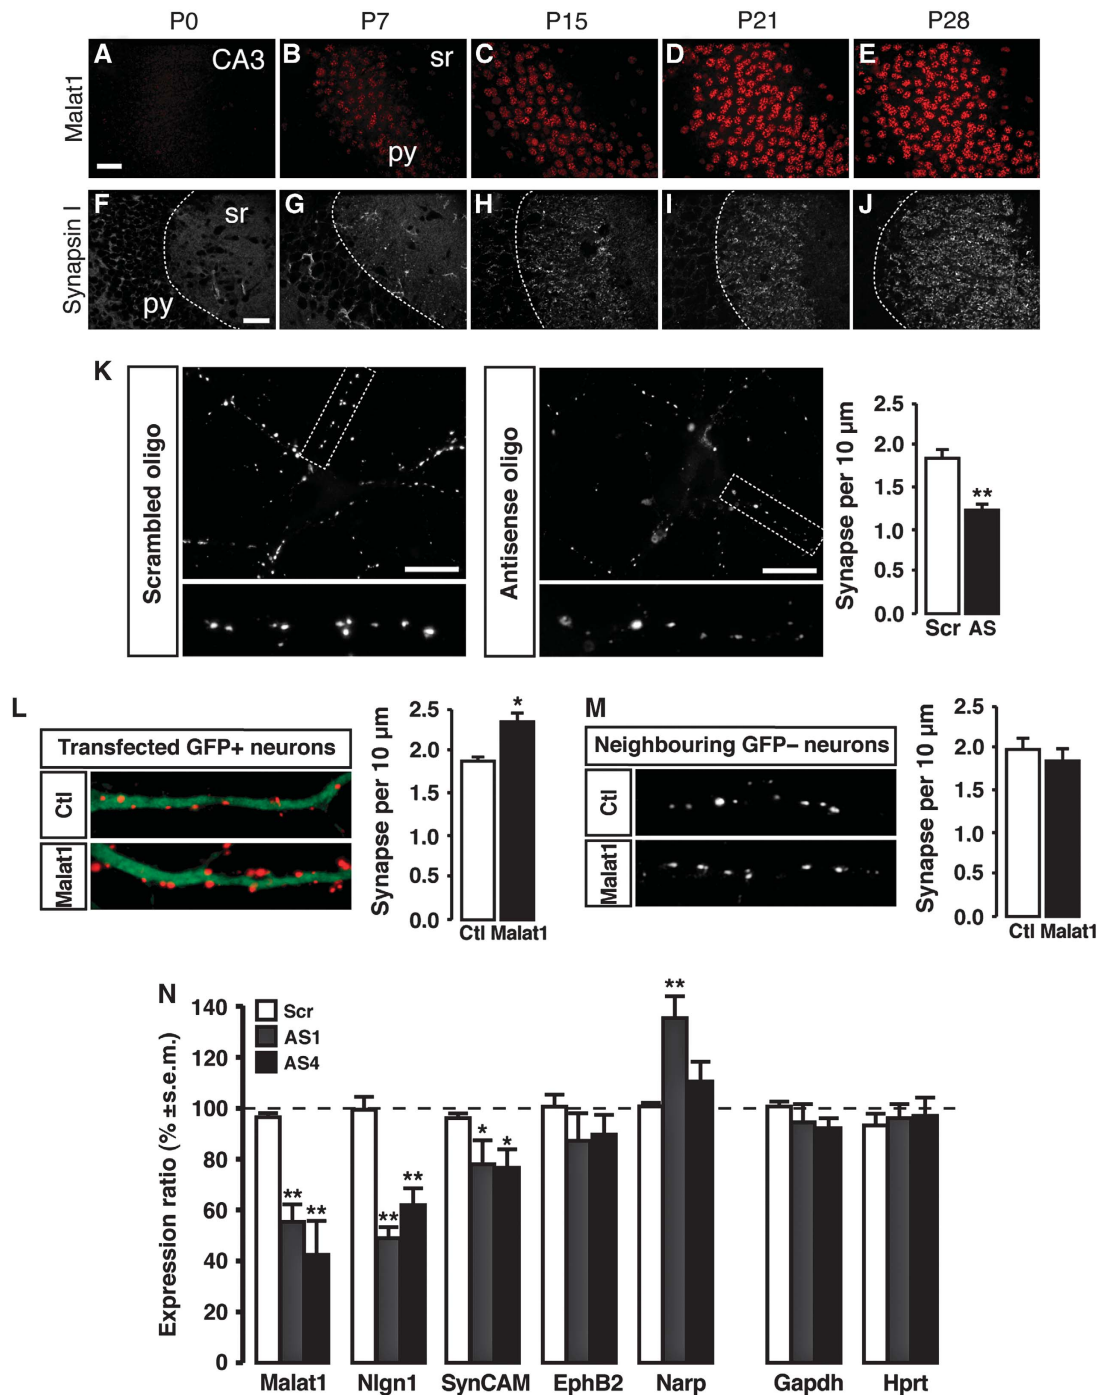 P0 P7 P15 P21 P28
Malat1
A CA3 B sr py C D E
Synapsin I
F sr py G H I J
K
Scrambled oligo
Antisense oligo
Synapse per 10 µm
2.5
2.0
1.5
1.0
0.5
0.0
**
Scr AS
L
Transfected GFP+ neurons
Ctl
Malat1
Synapse per 10 µm
2.5
2.0
1.5
1.0
0.5
0.0
*
Ctl Malat1
M
Neighbouring GFP– neurons
Ctl
Malat1
Synapse per 10 µm
2.5
2.0
1.5
1.0
0.5
0.0
Ctl Malat1
N
Expression ratio (% ±s.e.m.)
140
120
100
80
60
40
20
0
Scr
AS1
AS4
** ** ** ** * * **
Malat1 Nlgn1 SynCAM EphB2 Narp Gapdh Hprt